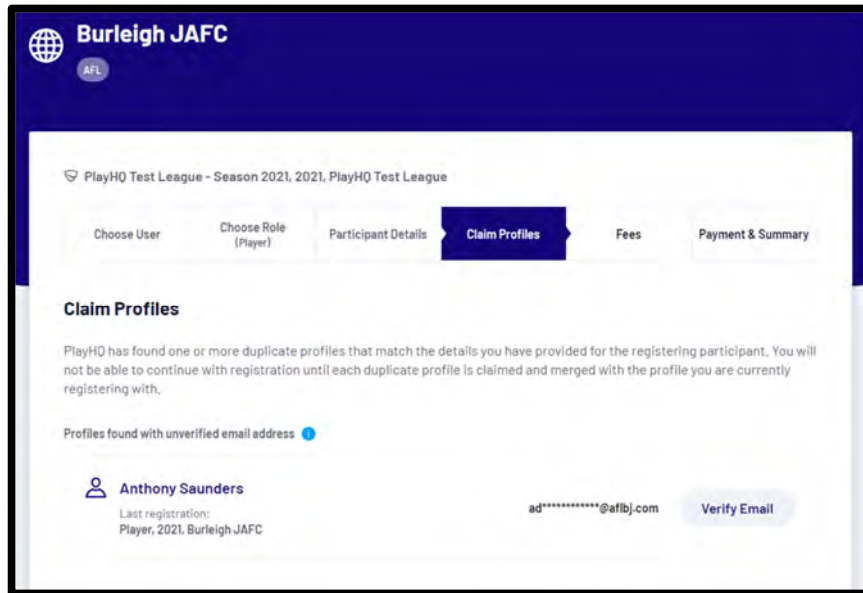 Burleigh JAFC
AFL
PlayHQ Test League - Season 2021, 2021, PlayHQ Test League
Choose User
Choose Role
(Player)
Participant Details
Claim Profiles
Fees
Payment & Summary
Claim Profiles
PlayHQ has found one or more duplicate profiles that match the details you have provided for the registering participant. You will
not be able to continue with registration until each duplicate profile is claimed and merged with the profile you are currently
registering with.
Profiles found with unverified email address
Anthony Saunders
Last registration:
Player, 2021, Burleigh JAFC
ad************@aflbj.com
Verify Email